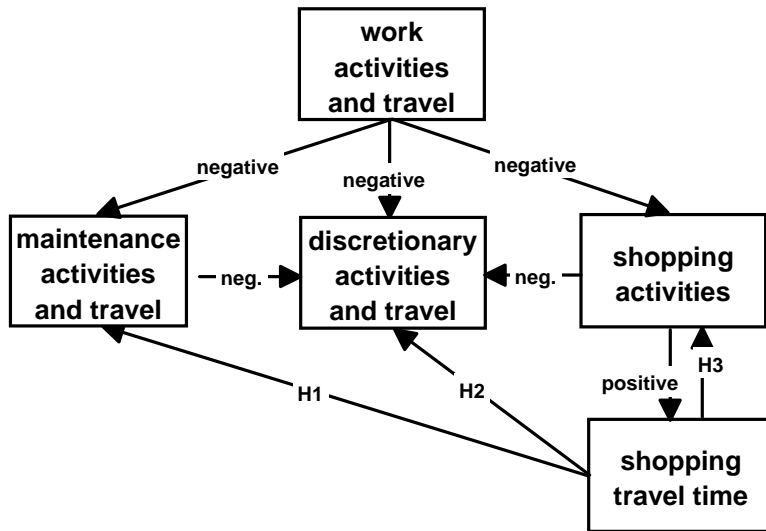 work
activities
and travel
negative
negative
negative
maintenance
activities
and travel
neg.
discretionary
activities
and travel
neg.
shopping
activities
H1
H2
positive
H3
shopping
travel time